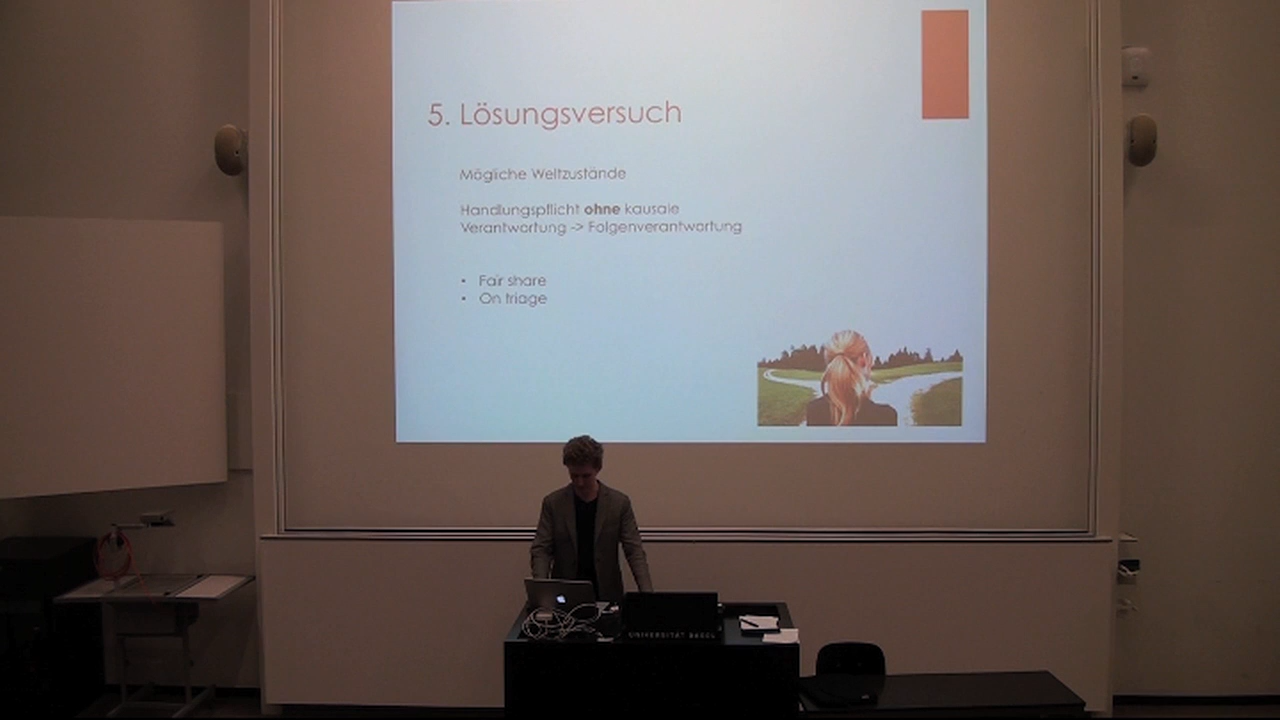 5. Lösungsversuch
Mögliche Weltzustände
Handlungspflicht ohne kausale
Verantwortung -> Folgenverantwortung
• Fair share
• On triage
UNIVERSITÄT BASEL